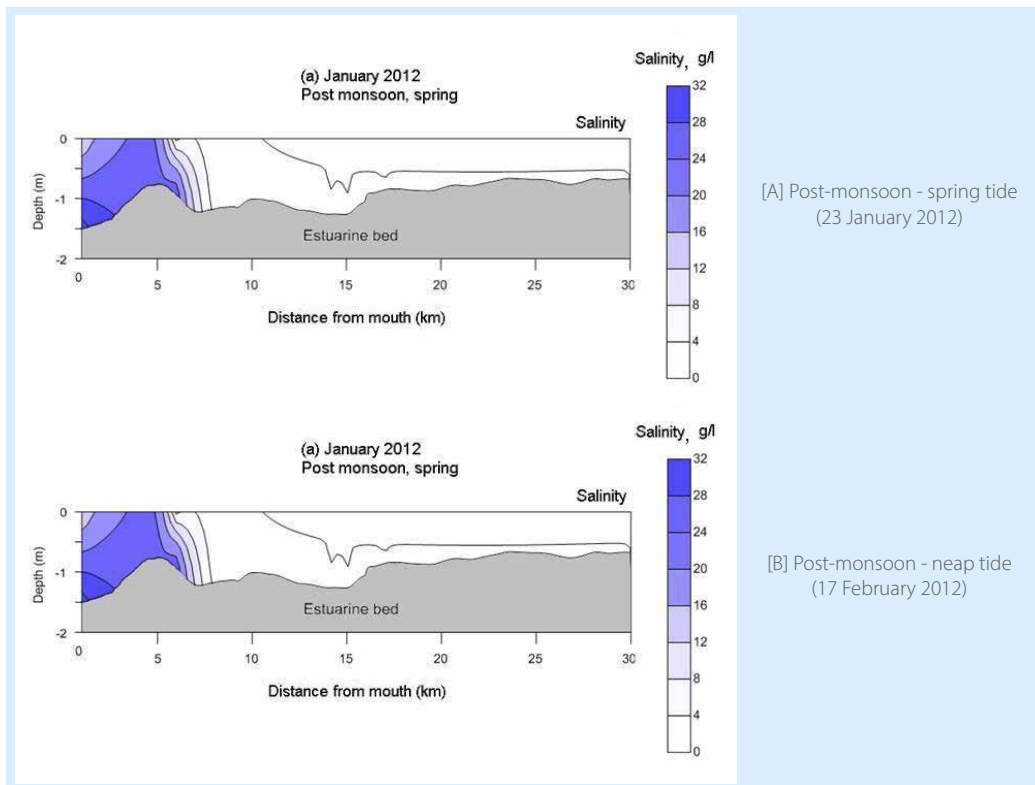 (a) January 2012
Post monsoon, spring
Salinity, g/l
Salinity
32
28
24
20
16
12
8
4
0
Depth (m)
0
-1
-2
Estuarine bed
0 5 10 15 20 25 30
Distance from mouth (km)
[A] Post-monsoon - spring tide
(23 January 2012)
(a) January 2012
Post monsoon, spring
Salinity, g/l
Salinity
32
28
24
20
16
12
8
4
0
Depth (m)
0
-1
-2
Estuarine bed
0 5 10 15 20 25 30
Distance from mouth (km)
[B] Post-monsoon - neap tide
(17 February 2012)